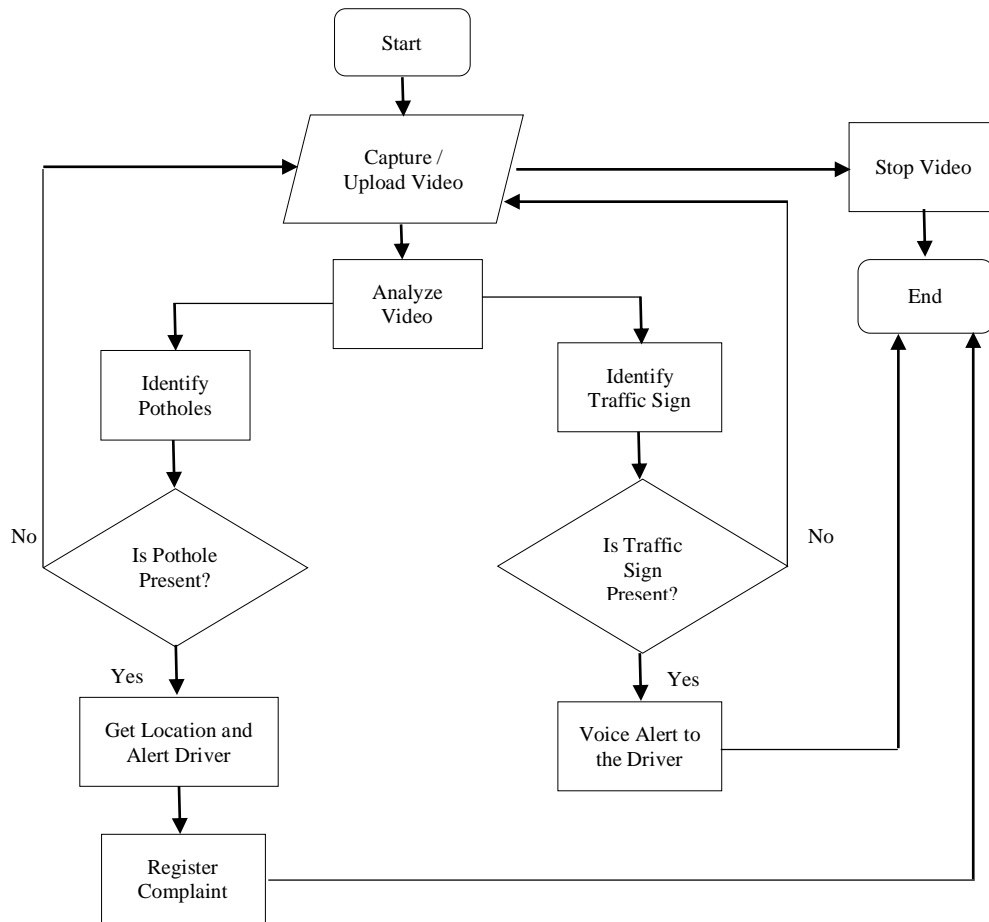 Start
Capture /
Upload Video
Stop Video
End
Analyze
Video
Identify
Potholes
Identify
Traffic Sign
No
Is Pothole
Present?
Is Traffic
Sign
Present?
No
Yes
Yes
Get Location and
Alert Driver
Voice Alert to
the Driver
Register
Complaint